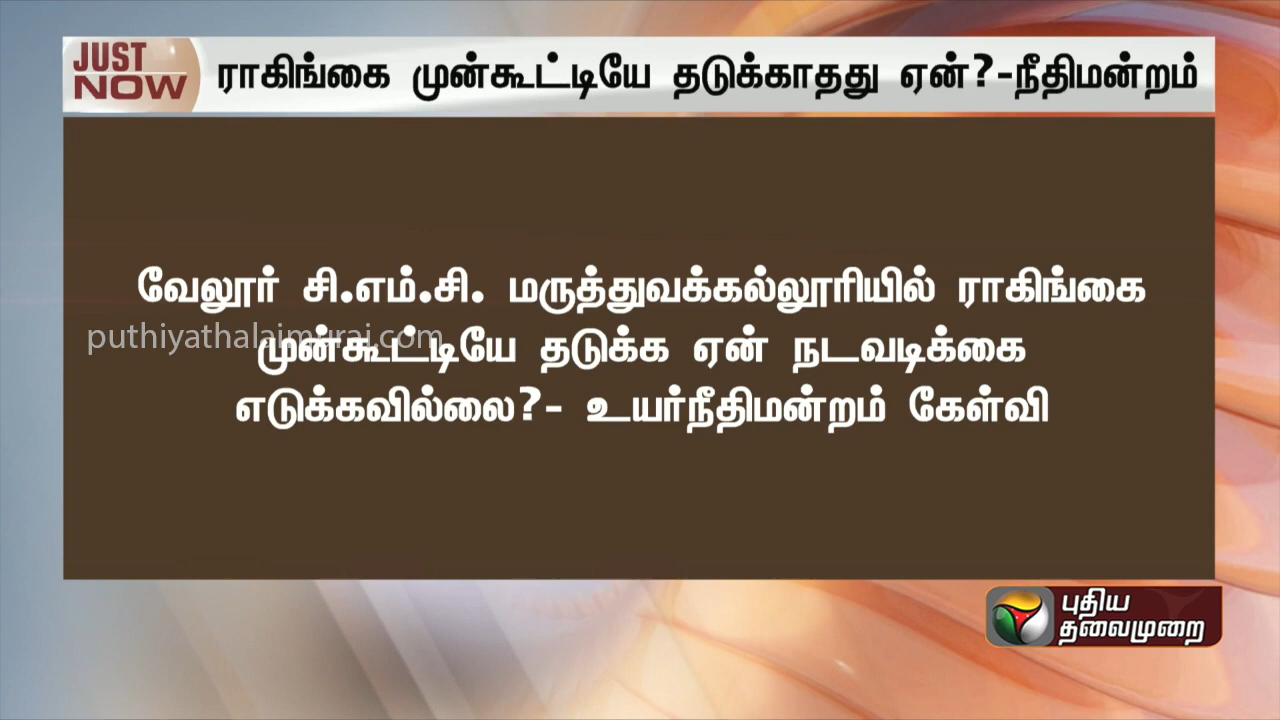 JUST
NOW
ராகிங்கை முன்கூட்டியே தடுக்காதது ஏன்?-நீதிமன்றம்
வேலூர் சி.எம்.சி. மருத்துவக்கல்லூரியில் ராகிங்கை
puthiyathalaimurai.com
முன்கூட்டியே தடுக்க ஏன் நடவடிக்கை
எடுக்கவில்லை?- உயர்நீதிமன்றம் கேள்வி
புதிய
தலைமுறை